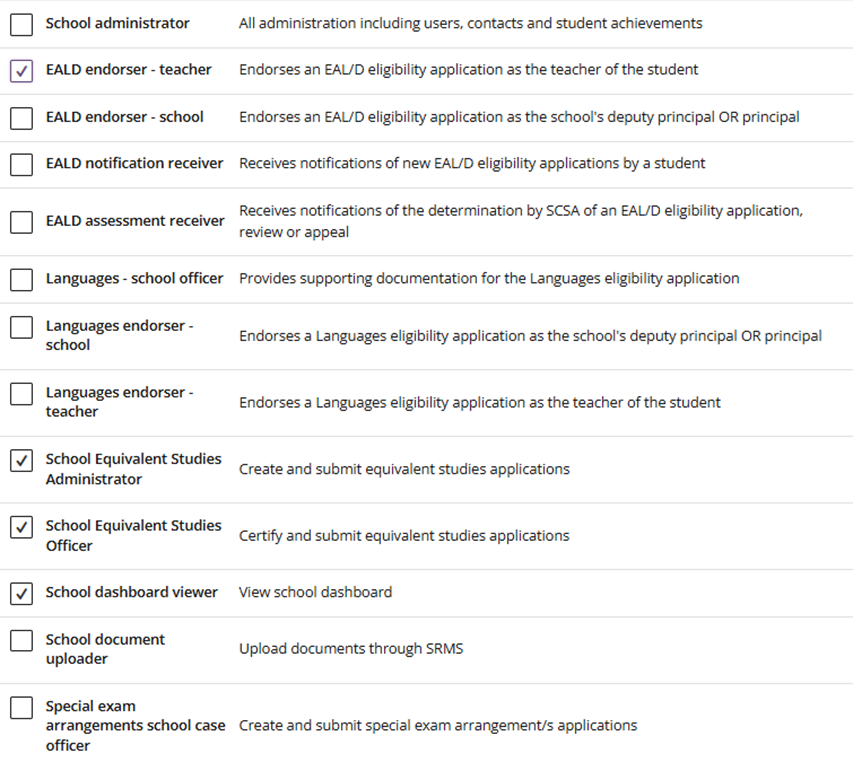 School administrator All administration including users, contacts and student achievements
EALD endorser - teacher Endorses an EAL/D eligibility application as the teacher of the student
EALD endorser - school Endorses an EAL/D eligibility application as the school's deputy principal OR principal
EALD notification receiver Receives notifications of new EAL/D eligibility applications by a student
EALD assessment receiver Receives notifications of the determination by SCSA of an EAL/D eligibility application,
review or appeal
Languages - school officer Provides supporting documentation for the Languages eligibility application
Languages endorser -
school
Endorses a Languages eligibility application as the school's deputy principal OR principal
Languages endorser -
teacher
Endorses a Languages eligibility application as the teacher of the student
School Equivalent Studies
Administrator
Create and submit equivalent studies applications
School Equivalent Studies
Officer
Certify and submit equivalent studies applications
School dashboard viewer View school dashboard
School document
uploader
Upload documents through SRMS
Special exam
arrangements school case
officer
Create and submit special exam arrangement/s applications